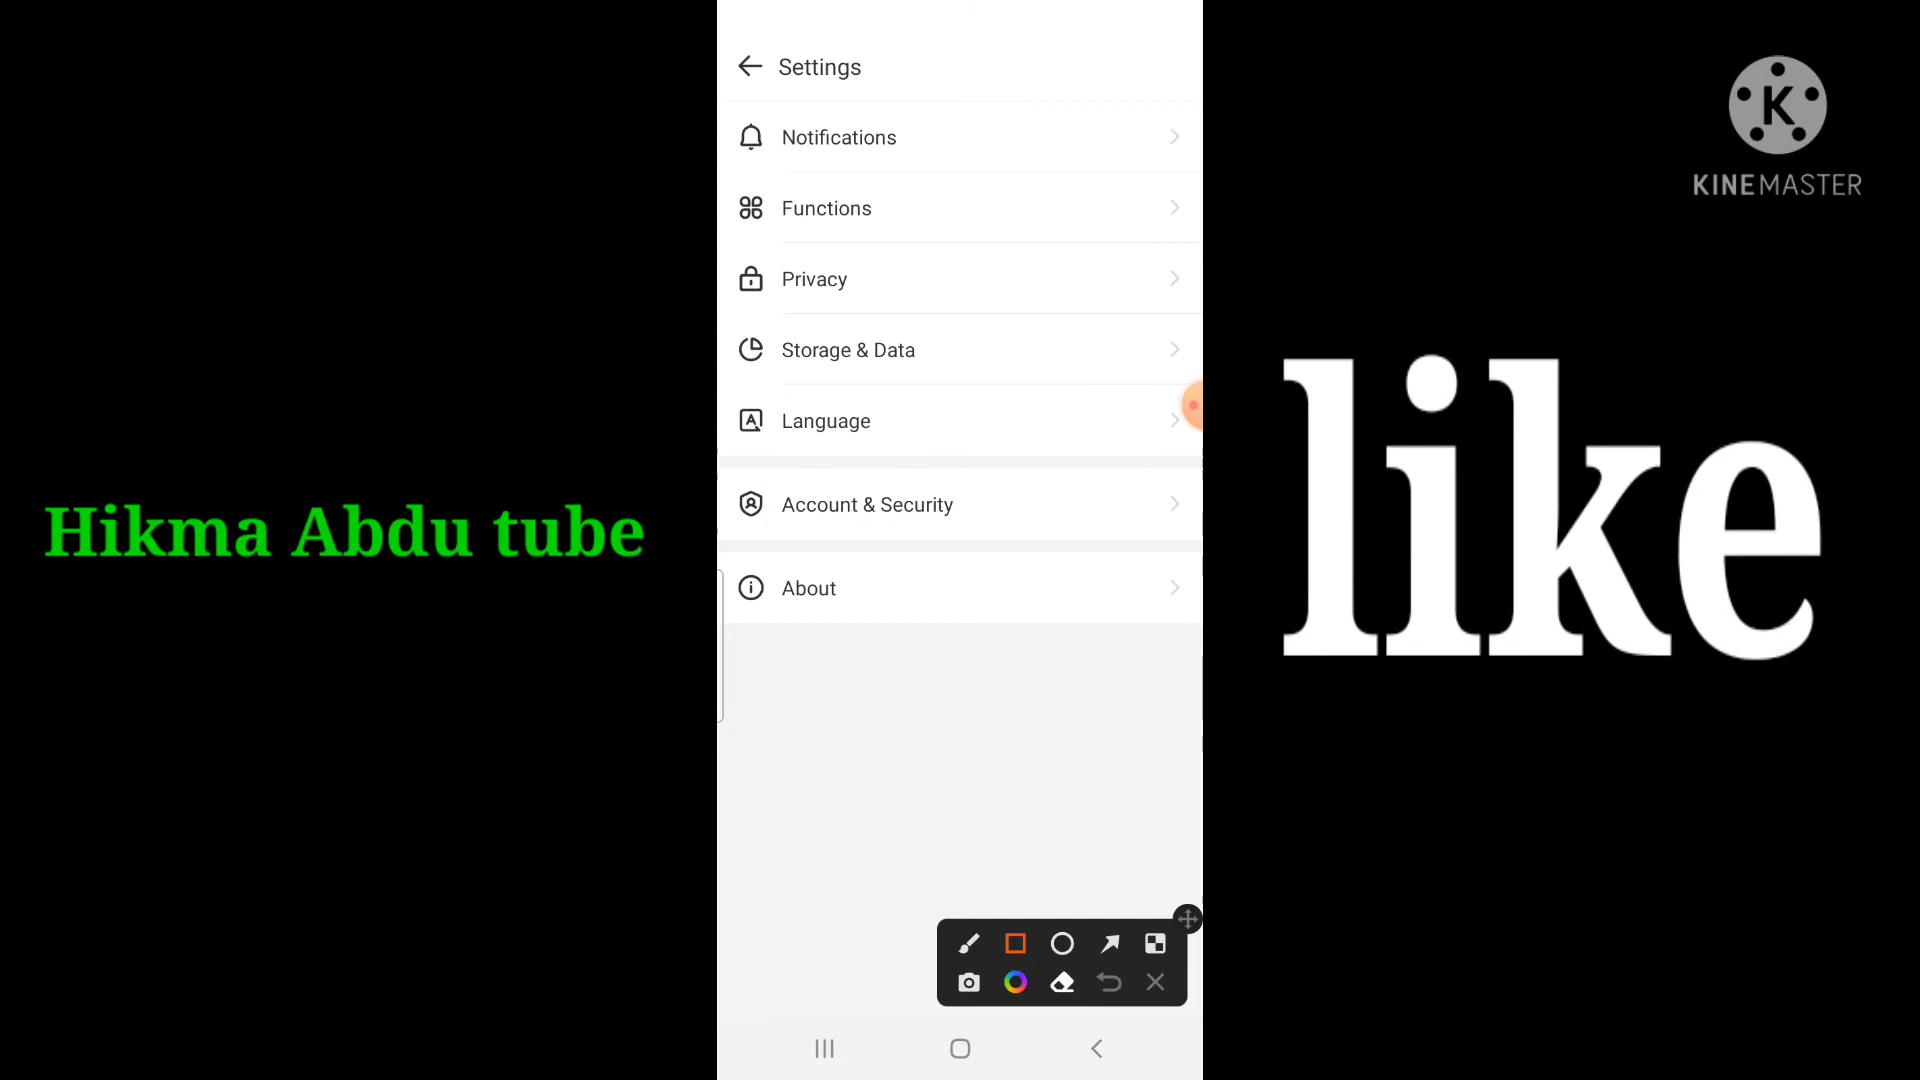 Settings
Notifications
Functions
Privacy
Storage & Data
Language
Account & Security
About
Hikma Abdu tube
like
K
KINEMASTER